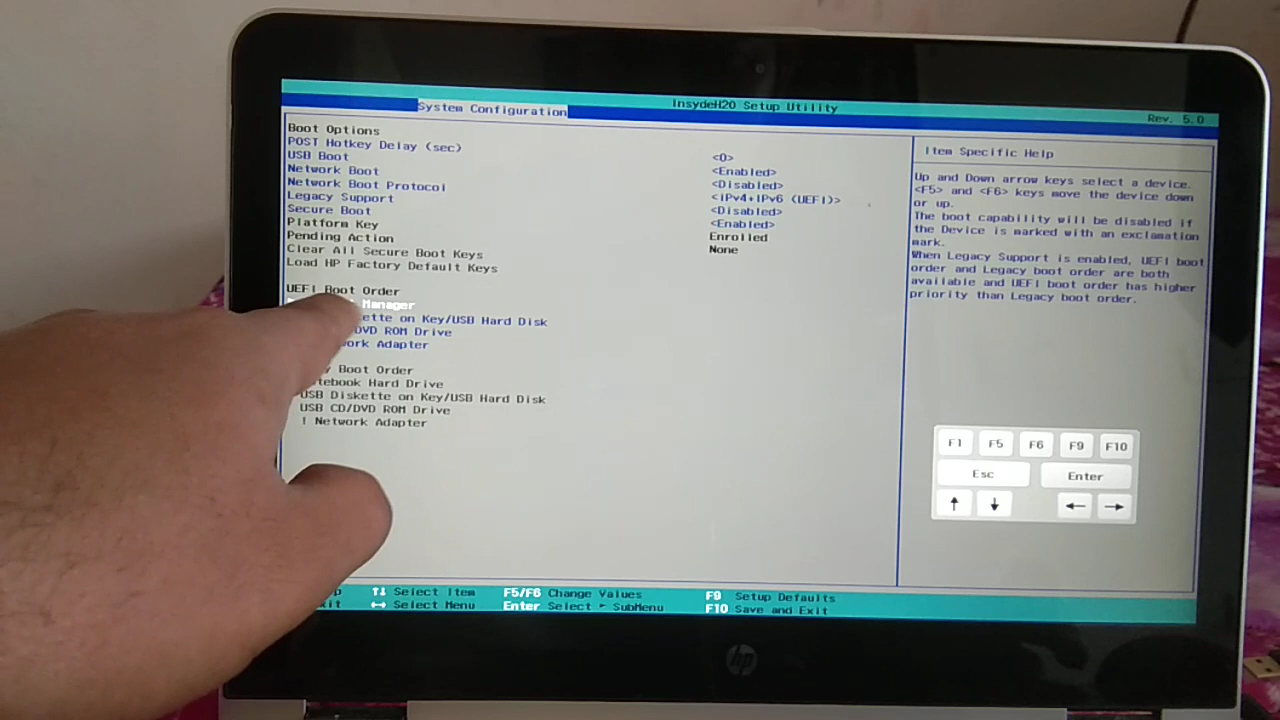 InsydeH20 Setup Utility
Rev. 5.0
System Configuration
Boot Options
POST Hotkey Delay (sec) <0>
USB Boot <Enabled>
Network Boot <Disabled>
Network Boot Protocol <IPv4+IPv6 (UEFI)>
Legacy Support <Disabled>
Secure Boot <Enabled>
Platform Key Enrolled
Pending Action None
Clear All Secure Boot Keys
Load HP Factory Default Keys
UEFI Boot Order
Manager
on Key/USB Hard Disk
ROM Drive
Adapter
Boot Order
Hard Drive
USB Diskette on Key/USB Hard Disk
USB CD/DVD ROM Drive
! Network Adapter
Item Specific Help
Up and Down arrow keys select a device.
<F5> and <F6> keys move the device down
or up.
The boot capability will be disabled if
the Device is marked with an exclamation
mark.
When Legacy Support is enabled, UEFI boot
order and Legacy boot order are both
available and UEFI boot order has higher
priority than Legacy boot order.
F1 F5 F6 F9 F10
Esc Enter
↑ ↓ ← →
↑↓ Select Item F5/F6 Change Values F9 Setup Defaults
↔ Select Menu Enter Select ▸ SubMenu F10 Save and Exit
hp